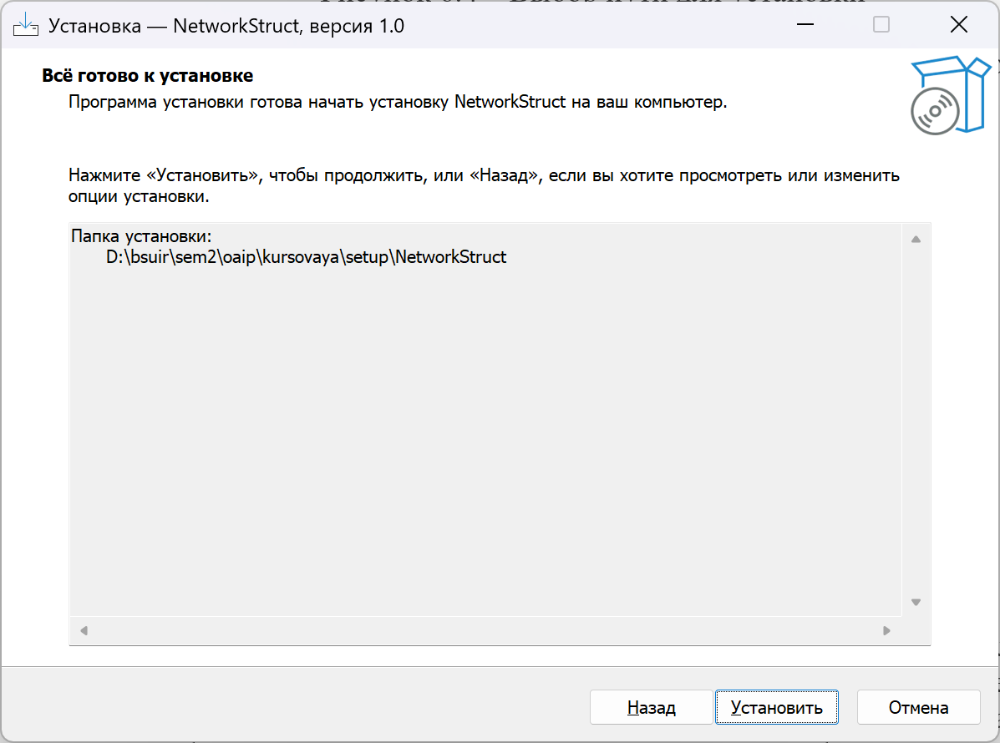 Установка — NetworkStruct, версия 1.0
Всё готово к установке
Программа установки готова начать установку NetworkStruct на ваш компьютер.
Нажмите «Установить», чтобы продолжить, или «Назад», если вы хотите просмотреть или изменить
опции установки.
Папка установки:
D:\bsuir\sem2\oaip\kursovaya\setup\NetworkStruct
Назад
Установить
Отмена